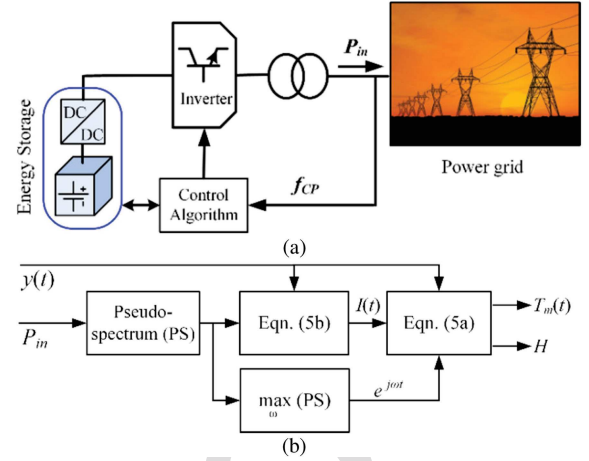 P_in
Inverter
DC
DC
Energy Storage
Control
Algorithm
f_CP
Power grid
(a)
y(t)
P_in
Pseudo-
spectrum (PS)
Eqn. (5b)
I(t)
Eqn. (5a)
T_m(t)
H
max (PS)
ω
e^jωt
(b)